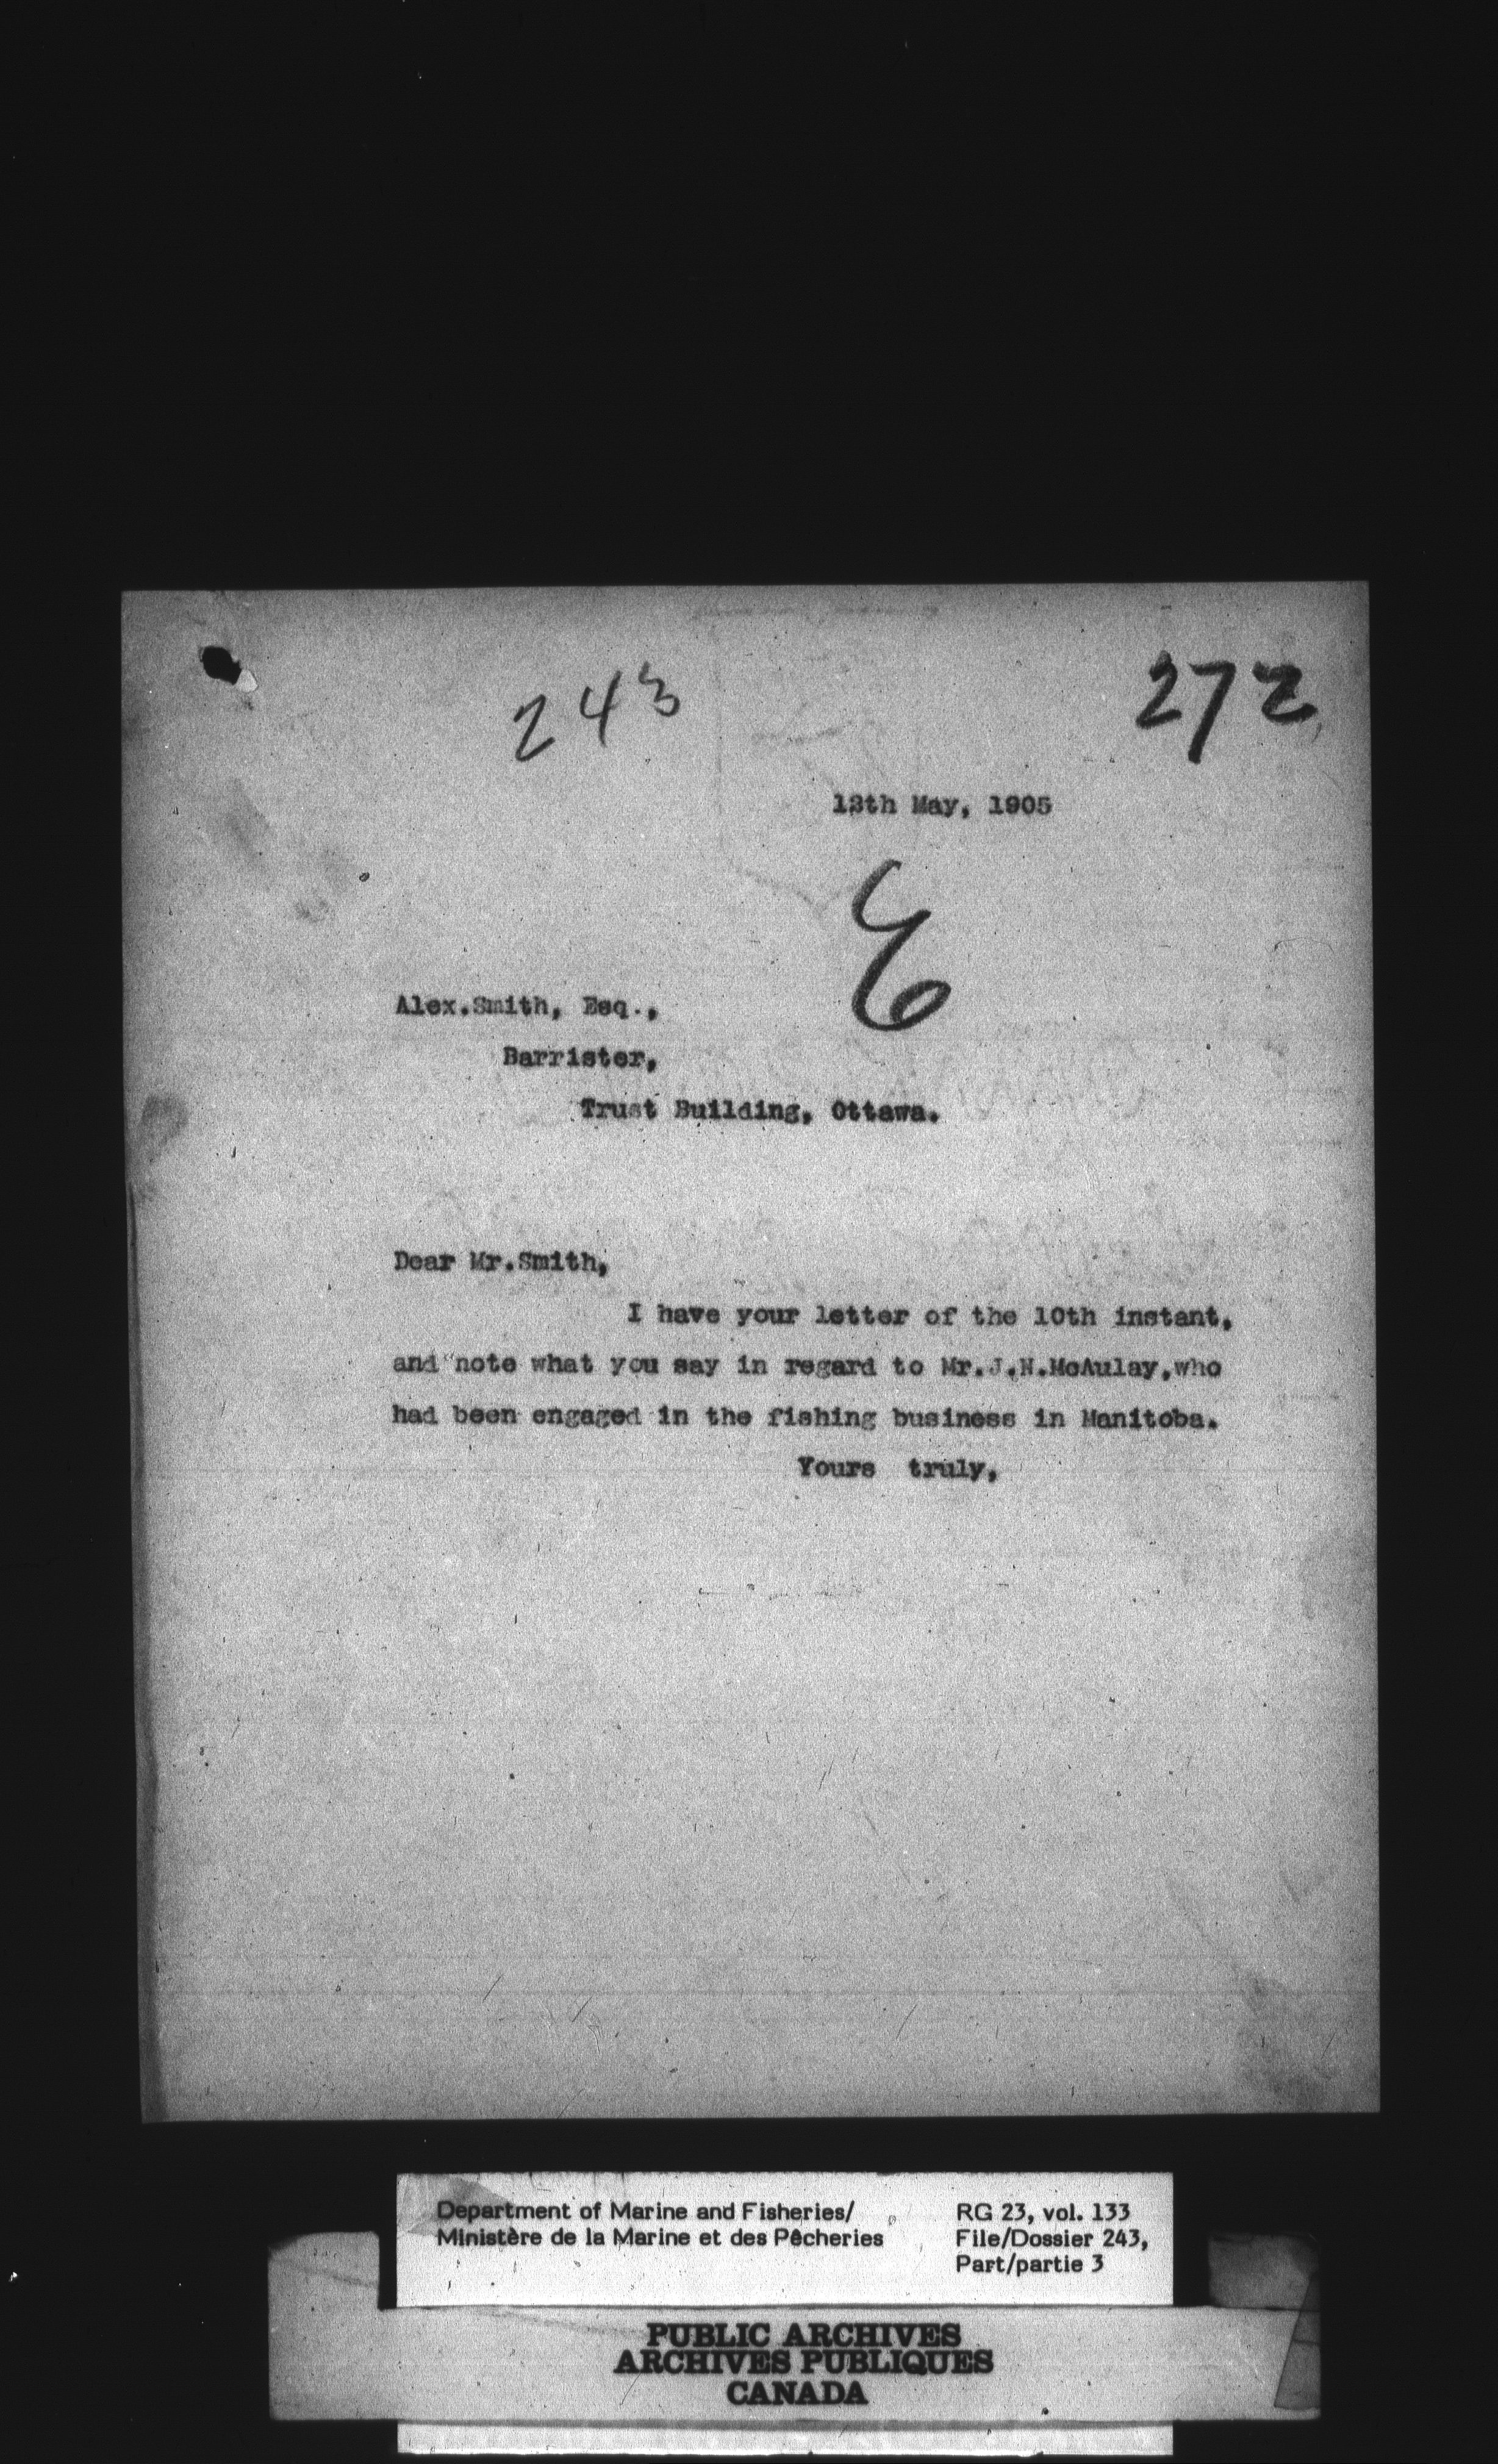 243
272
12th May, 1905
E
Alex.Smith, Esq.,
Barrister,
Trust Building, Ottawa.
Dear Mr.Smith,
I have your letter of the 10th instant,
and note what you say in regard to Mr.J.N.McAulay,who
had been engaged in the fishing business in Manitoba.
Yours truly,
Department of Marine and Fisheries/ RG 23, vol. 133
Ministère de la Marine et des Pêcheries File/Dossier 243,
Part/partie 3
PUBLIC ARCHIVES
ARCHIVES PUBLIQUES
CANADA